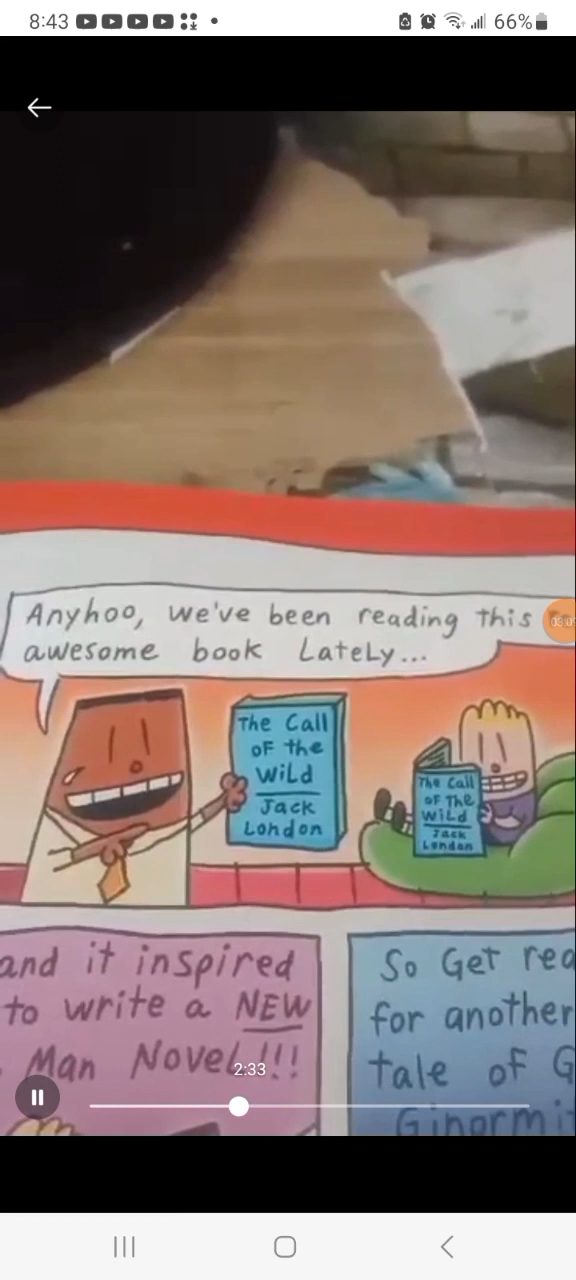 8:43
66%
03:0
Anyhoo, we've been reading this
awesome book Lately...
The Call
of the
Wild
Jack
London
The Call
of The
Wild
Jack
London
and it inspired
to write a NEW
Man Novel!!!
So Get
for another
tale of G
2:33